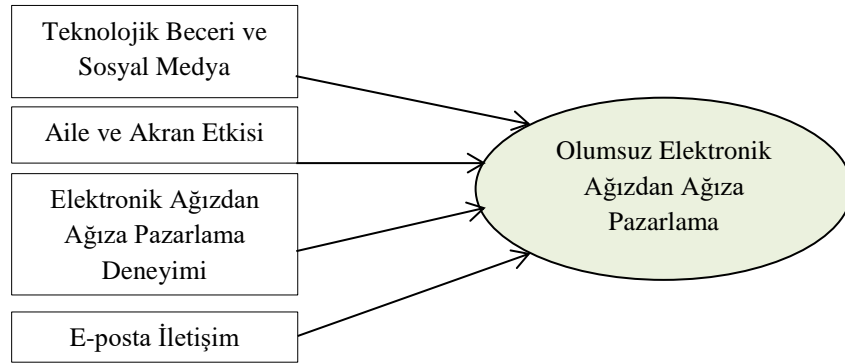 Teknolojik Beceri ve
Sosyal Medya
Aile ve Akran Etkisi
Elektronik Ağızdan
Ağıza Pazarlama
Deneyimi
E-posta İletişim
Olumsuz Elektronik
Ağızdan Ağıza
Pazarlama